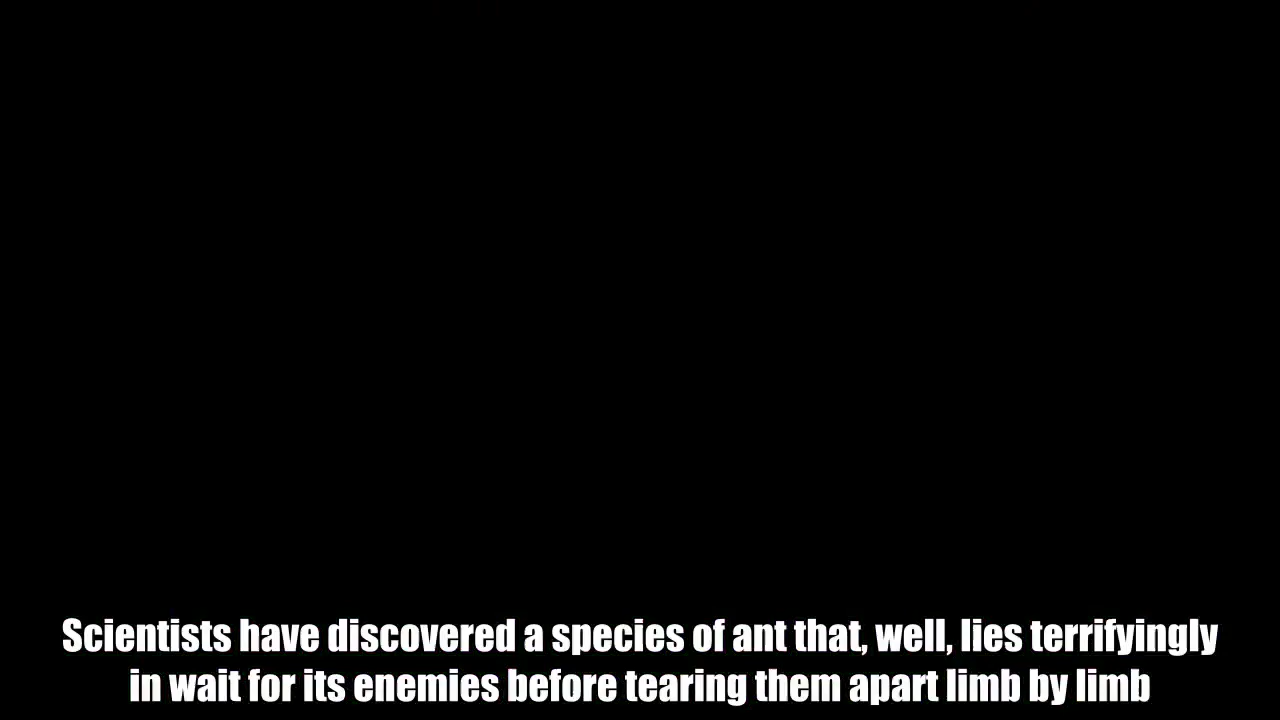 Scientists have discovered a species of ant that, well, lies terrifyingly
in wait for its enemies before tearing them apart limb by limb